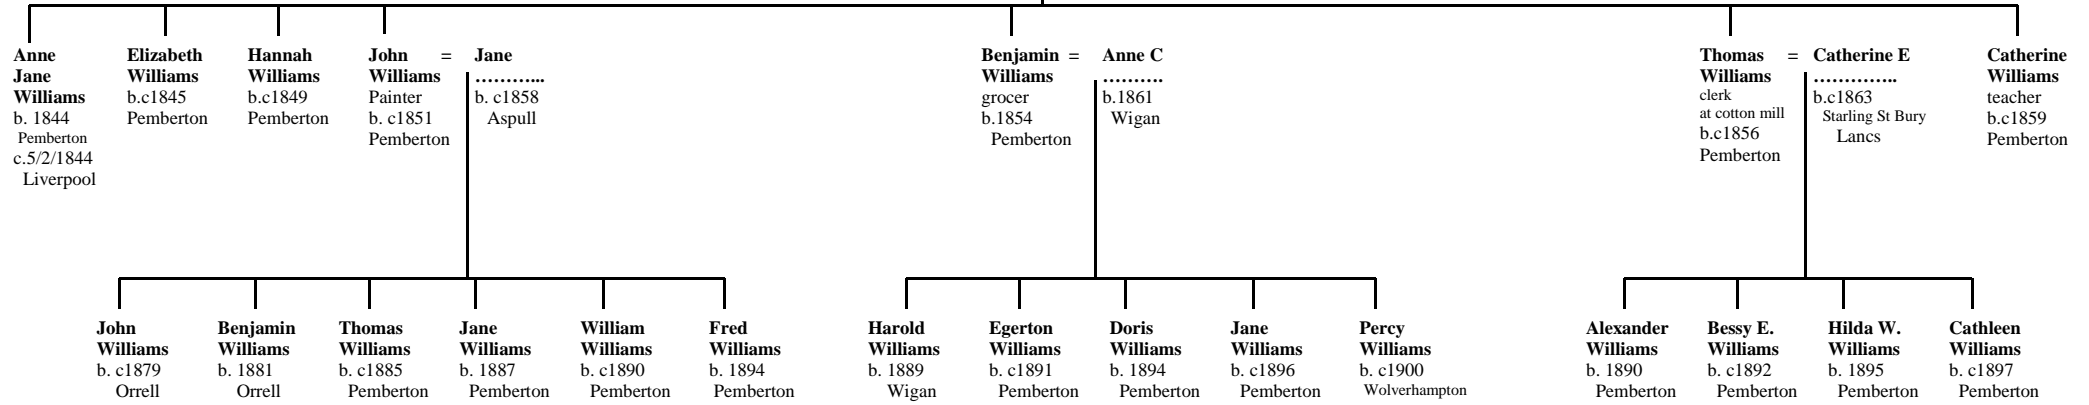 Anne
Jane
Williams
b. 1844
Pemberton
c.5/2/1844
Liverpool
Elizabeth
Williams
b.c1845
Pemberton
Hannah
Williams
b.c1849
Pemberton
John =
Williams
Painter
b. c1851
Pemberton
Jane
………...
b. c1858
Aspull
Benjamin =
Williams
grocer
b.1854
Pemberton
Anne C
……….
b.1861
Wigan
Thomas =
Williams
clerk
at cotton mill
b.c1856
Pemberton
Catherine E
…………..
b.c1863
Starling St Bury
Lancs
Catherine
Williams
teacher
b.c1859
Pemberton
John
Williams
b. c1879
Orrell
Benjamin
Williams
b. 1881
Orrell
Thomas
Williams
b. c1885
Pemberton
Jane
Williams
b. 1887
Pemberton
William
Williams
b. c1890
Pemberton
Fred
Williams
b. 1894
Pemberton
Harold
Williams
b. 1889
Wigan
Egerton
Williams
b. c1891
Pemberton
Doris
Williams
b. 1894
Pemberton
Jane
Williams
b. c1896
Pemberton
Percy
Williams
b. c1900
Wolverhampton
Alexander
Williams
b. 1890
Pemberton
Bessy E.
Williams
b. c1892
Pemberton
Hilda W.
Williams
b. 1895
Pemberton
Cathleen
Williams
b. c1897
Pemberton